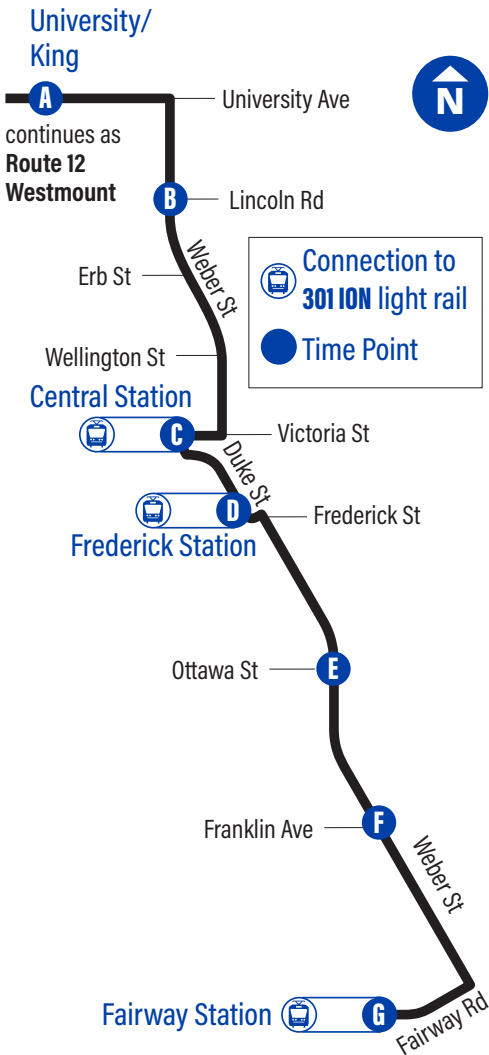 University/
King
N
A
University Ave
continues as
Route 12
Westmount
B
Lincoln Rd
Weber St
Erb St
Connection to
301 ION light rail
Time Point
Wellington St
Central Station
C
Victoria St
Duke St
D
Frederick St
Frederick Station
Ottawa St
E
Franklin Ave
F
Weber St
Fairway Station
G
Fairway Rd